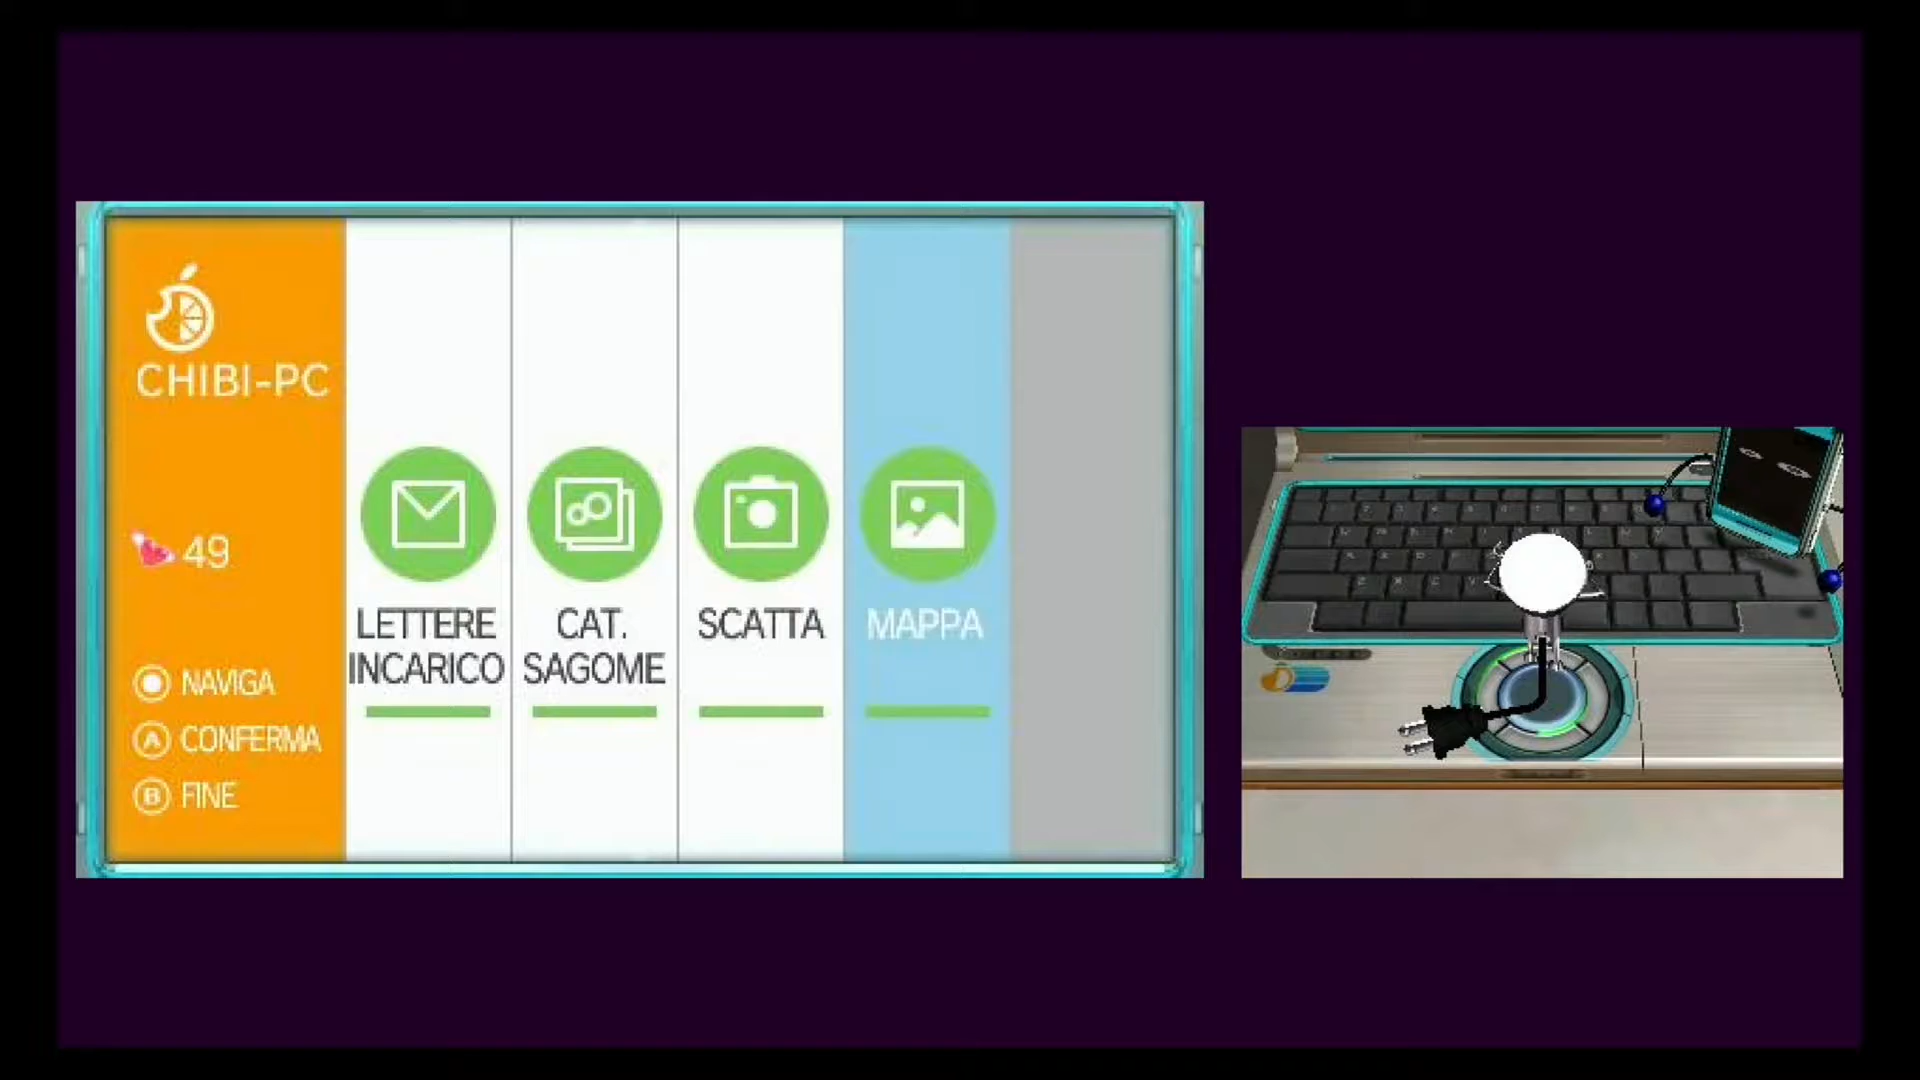 CHIBI-PC
49
NAVIGA
A CONFERMA
B FINE
LETTERE
INCARICO
CAT.
SAGOME
SCATTA
MAPPA